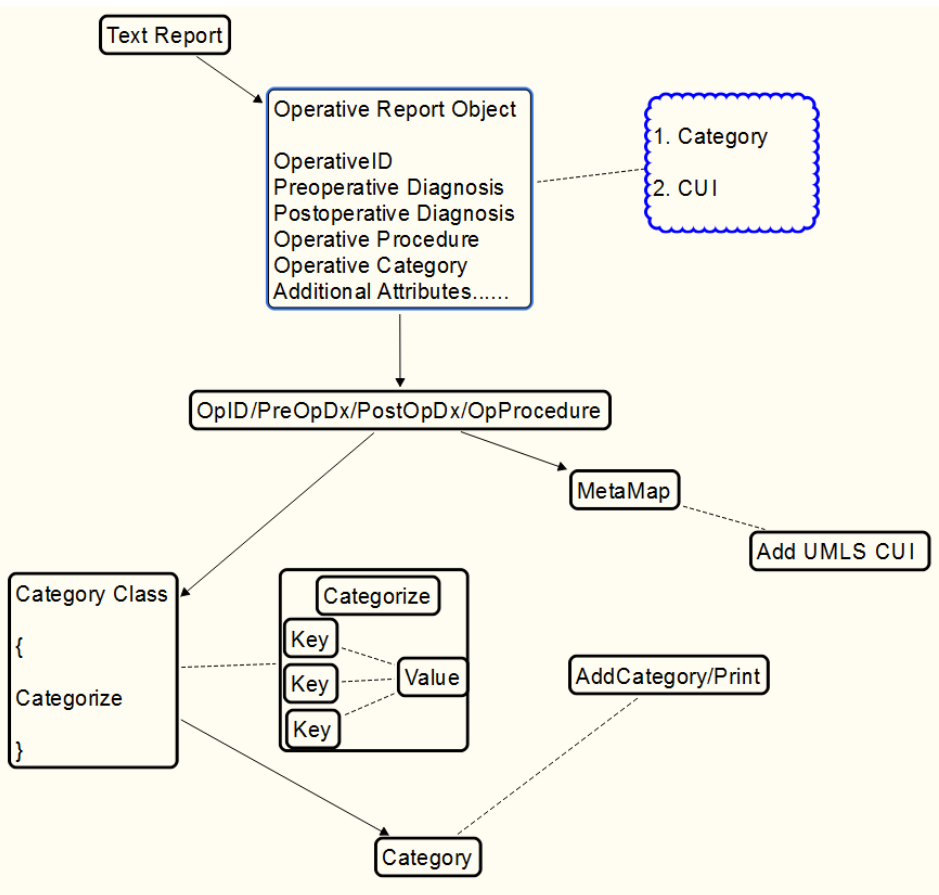 Text Report
Operative Report Object
OperativeID
Preoperative Diagnosis
Postoperative Diagnosis
Operative Procedure
Operative Category
Additional Attributes......
1. Category
2. CUI
OpID/PreOpDx/PostOpDx/OpProcedure
MetaMap
Add UMLS CUI
Category Class
{
Categorize
}
Categorize
Key
Key
Key
Value
AddCategory/Print
Category